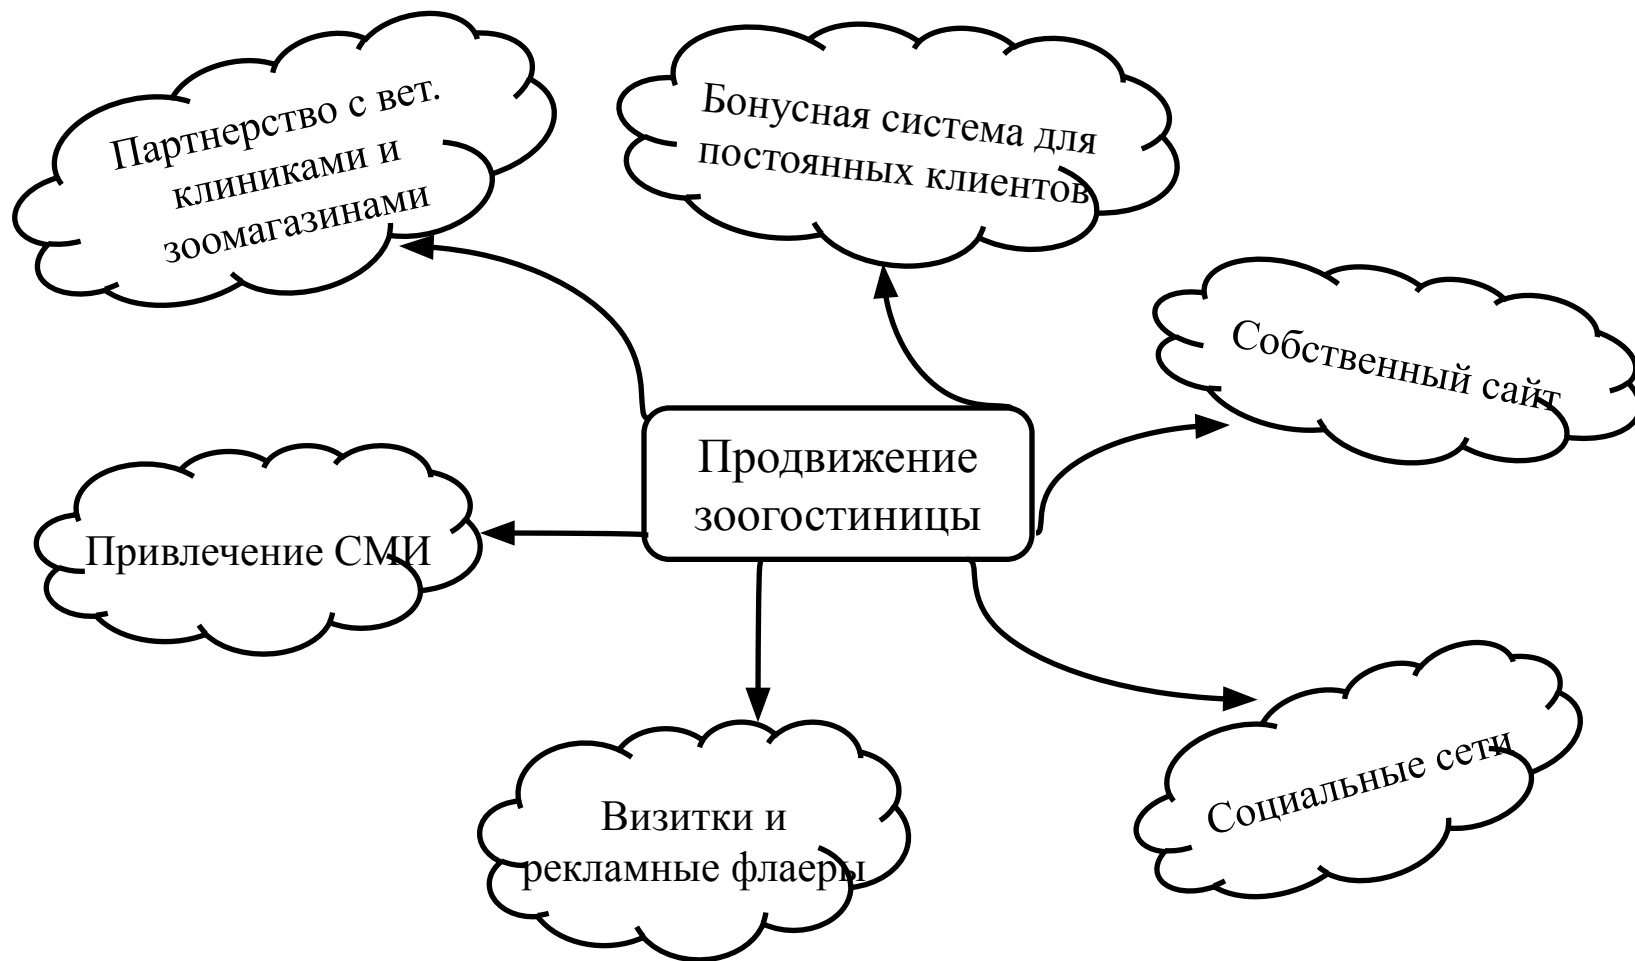 Партнерство с вет.
клиниками и
зоомагазинами
Бонусная система для
постоянных клиентов
Собственный сайт
Продвижение
зоогостиницы
Привлечение СМИ
Социальные сети
Визитки и
рекламные флаеры